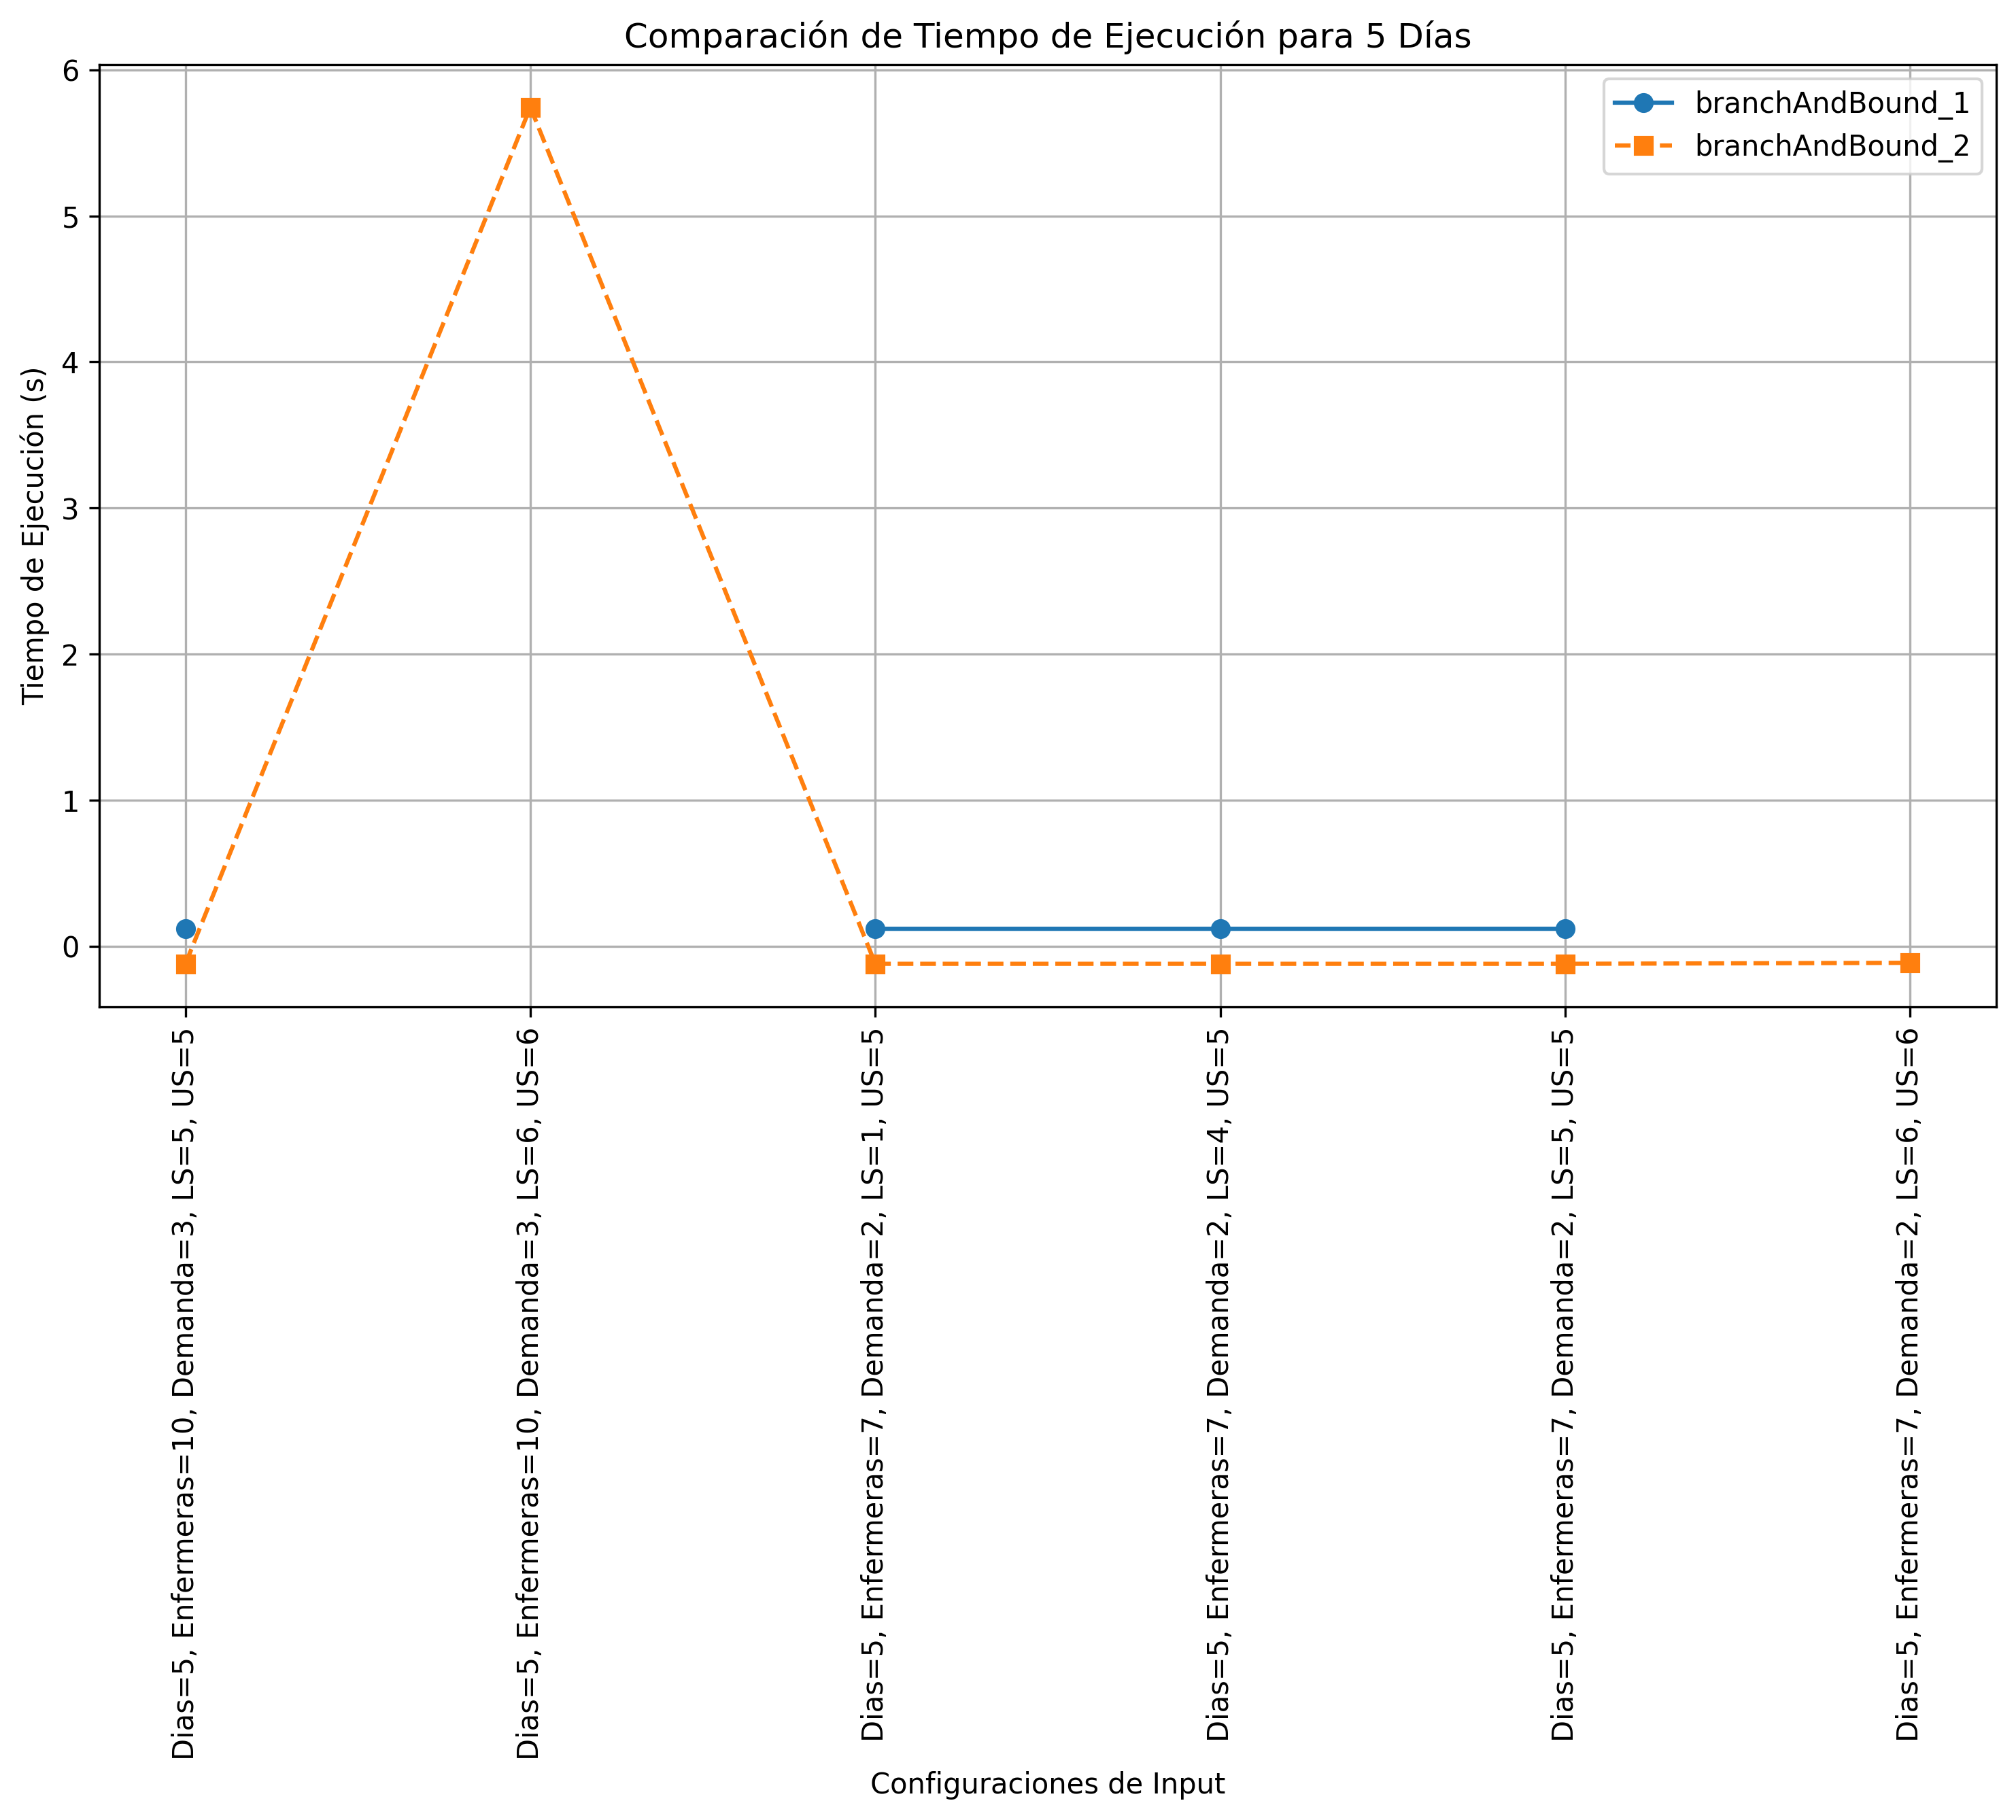 Comparación de Tiempo de Ejecución para 5 Días
branchAndBound_1
branchAndBound_2
Tiempo de Ejecución (s)
6
5
4
3
2
1
0
Dias=5, Enfermeras=10, Demanda=3, LS=5, US=5
Dias=5, Enfermeras=10, Demanda=3, LS=6, US=6
Dias=5, Enfermeras=7, Demanda=2, LS=1, US=5
Dias=5, Enfermeras=7, Demanda=2, LS=4, US=5
Dias=5, Enfermeras=7, Demanda=2, LS=5, US=5
Dias=5, Enfermeras=7, Demanda=2, LS=6, US=6
Configuraciones de Input